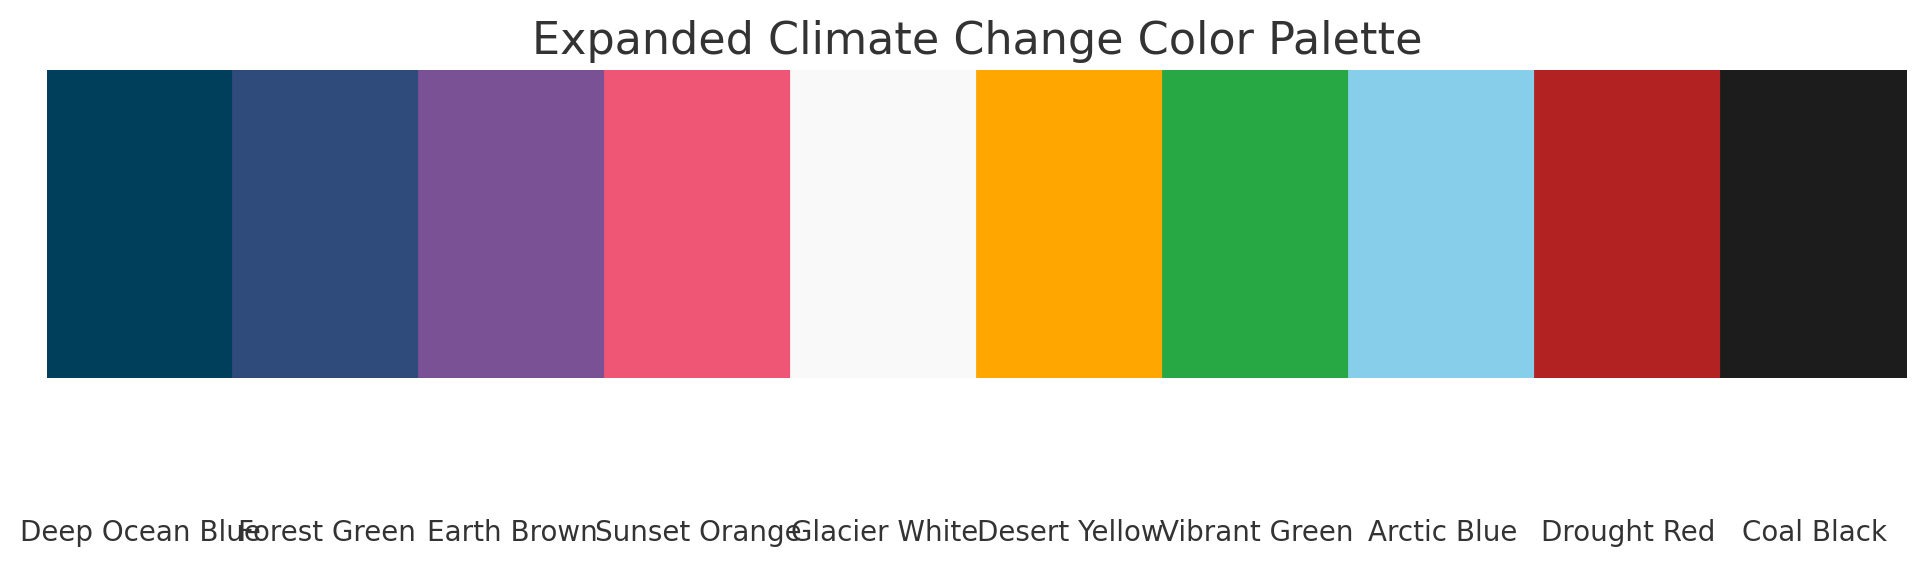 Expanded Climate Change Color Palette
Deep Ocean Blue Forest Green Earth Brown Sunset Orange Glacier White Desert Yellow Vibrant Green Arctic Blue Drought Red Coal Black